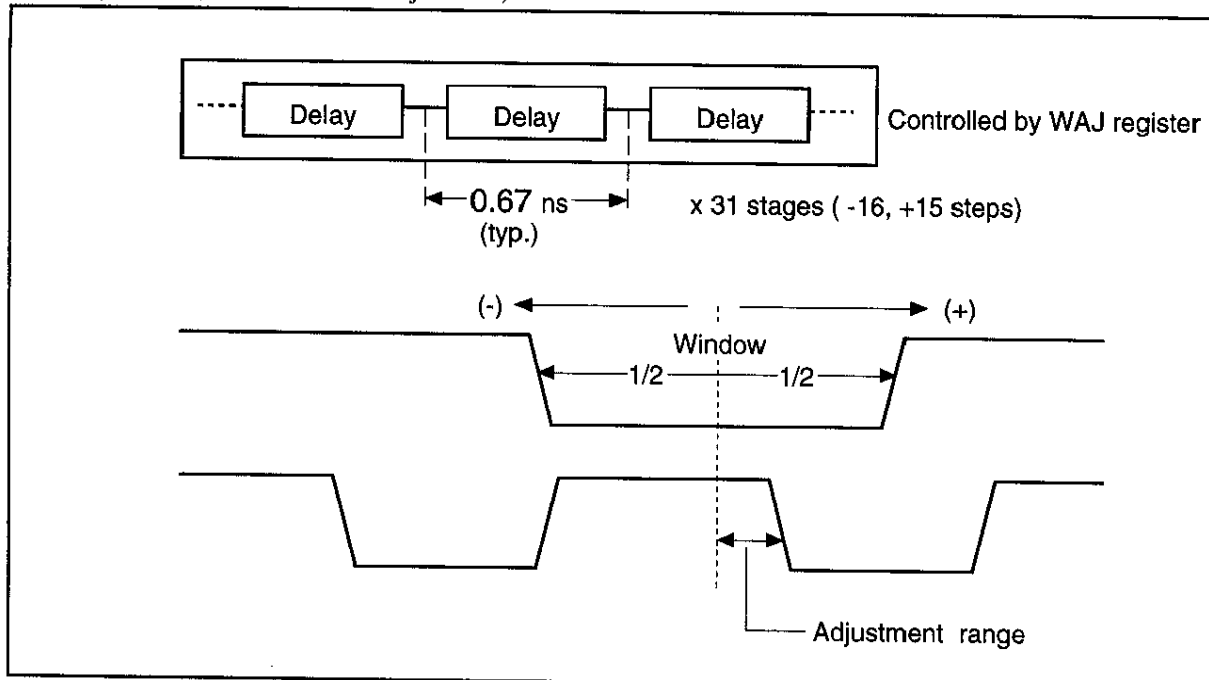 Delay Delay Delay Controlled by WAJ register
0.67 ns x 31 stages ( -16, +15 steps)
(typ.)
(-) (+)
Window
1/2 1/2
Adjustment range